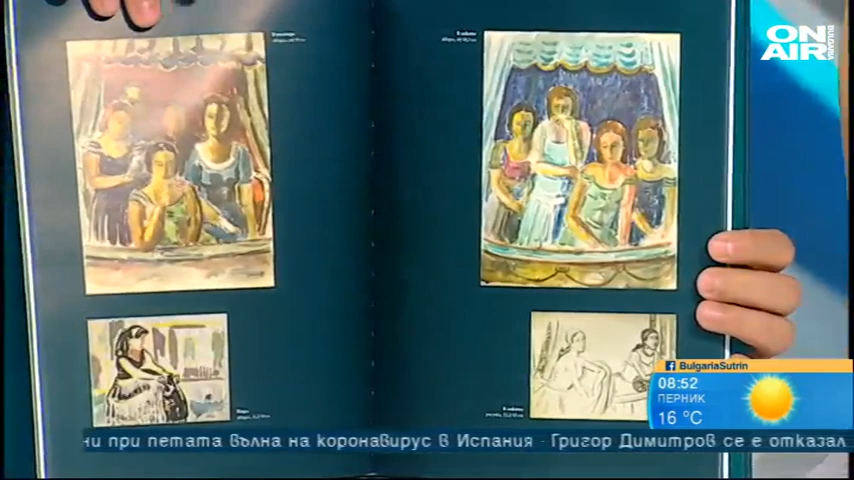 ON
AIR
BULGARIA
BulgariaSutrin
08:52
ПЕРНИК
16 °C
ни при петата вълна на коронавирус в Испания · Григор Димитров се е отказал